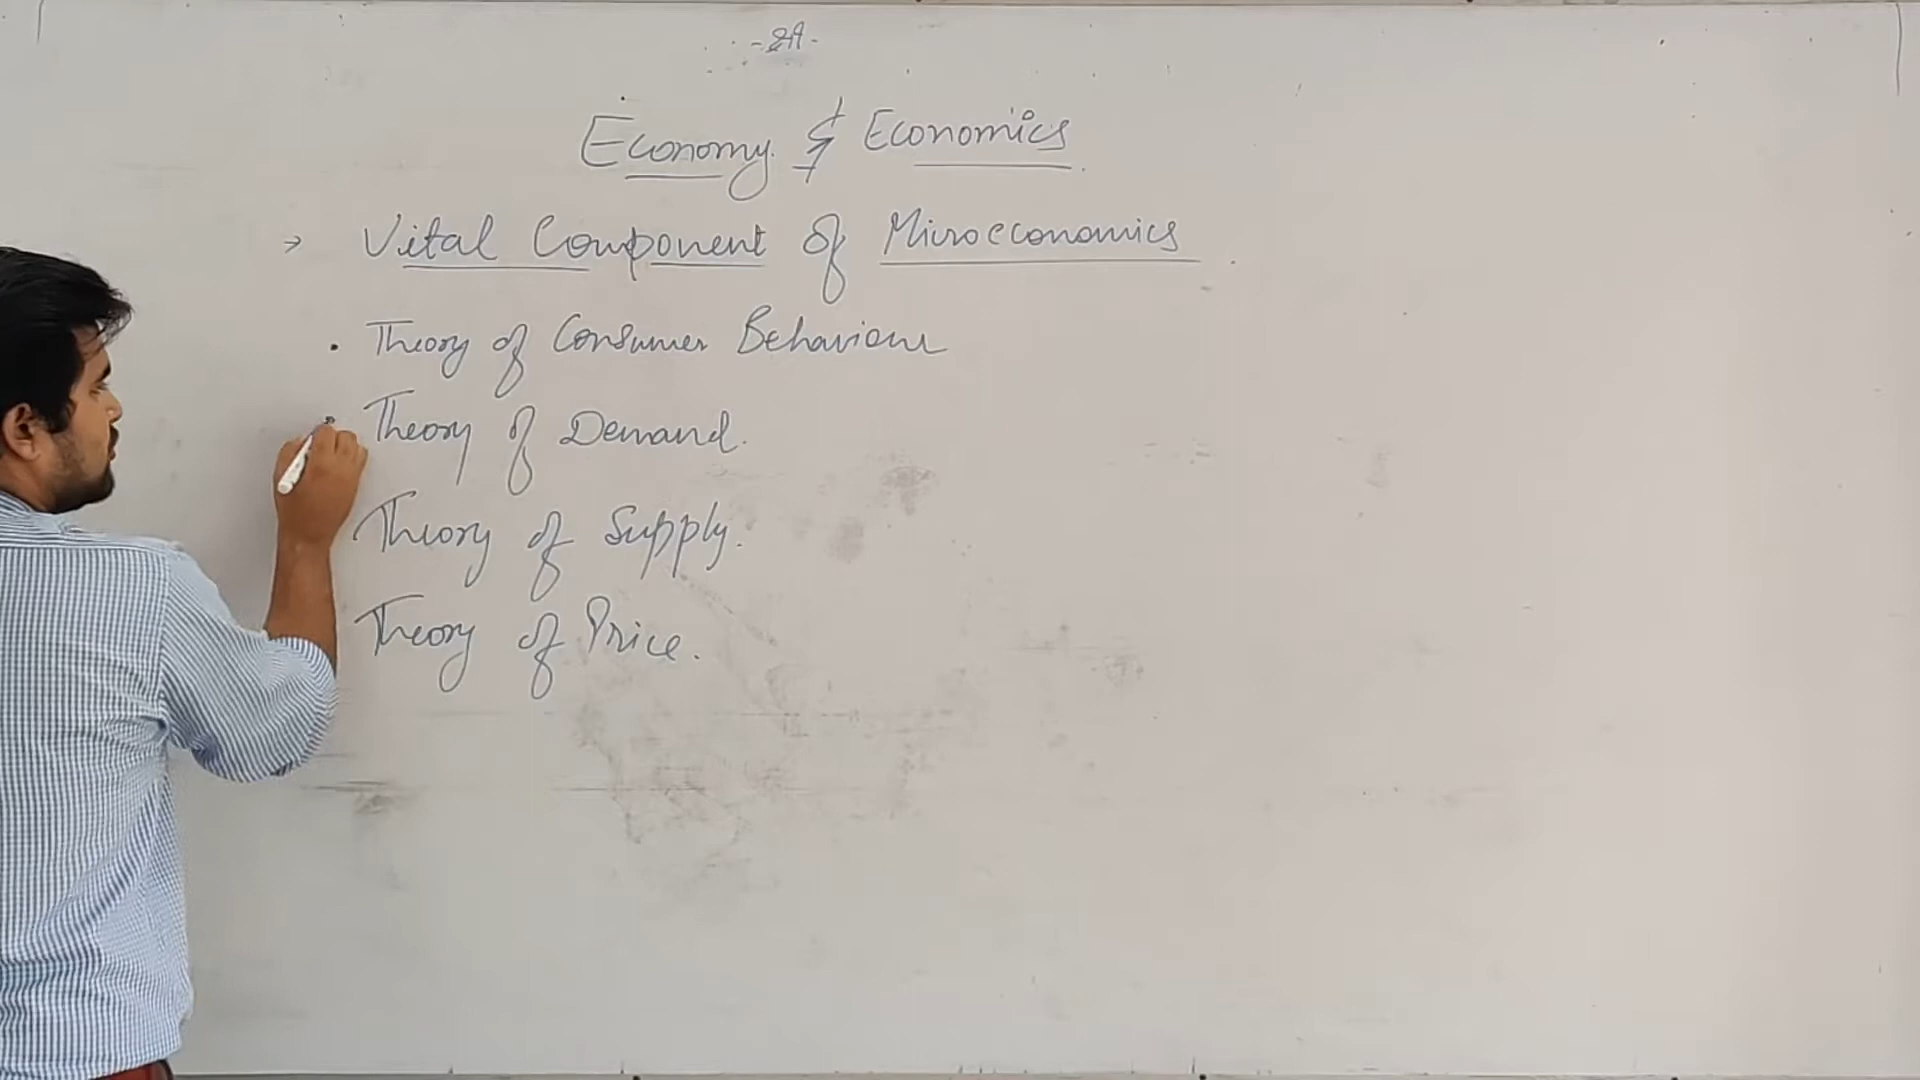 Economy & Economics
→ Vital Component of Microeconomics.
• Theory of Consumer Behaviour
• Theory of Demand.
Theory of Supply.
Theory of Price.